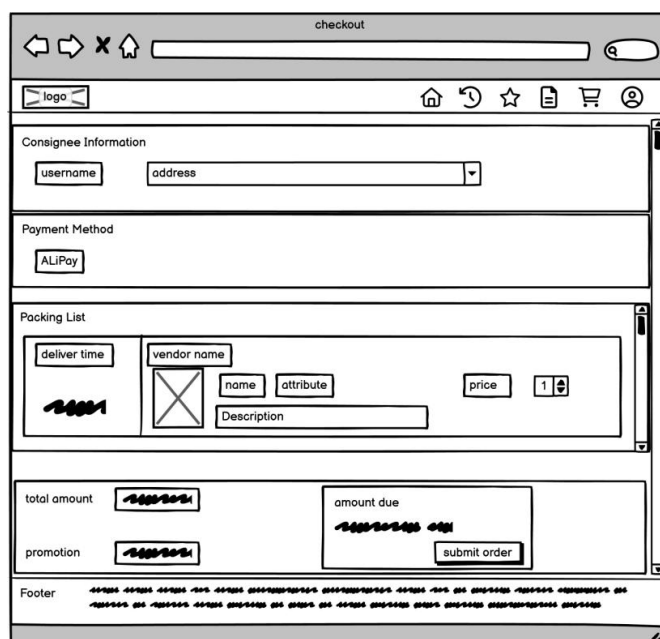 checkout
logo
Consignee Information
username
address
Payment Method
ALiPay
Packing List
deliver time
vendor name
name
attribute
price
1
Description
total amount
amount due
promotion
submit order
Footer